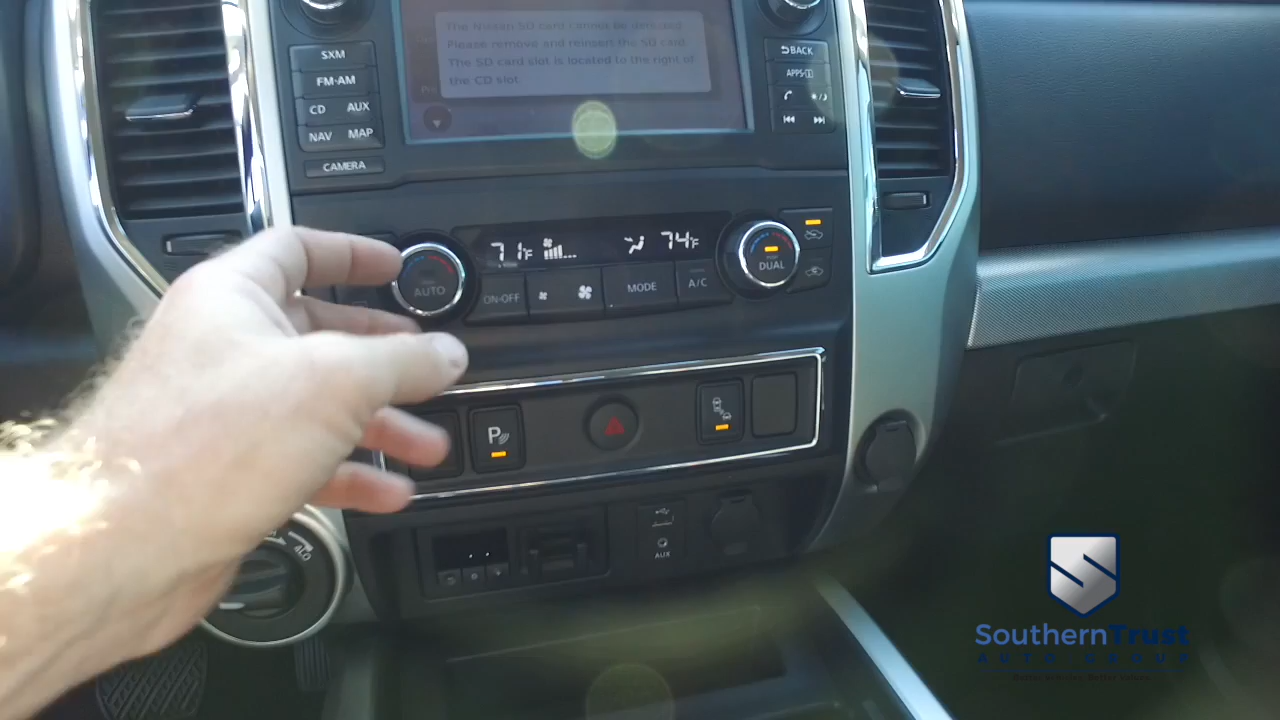 The Nissan SD card cannot be detected
Please remove and reinsert the SD card.
The SD card slot is located to the right of
the CD slot.
SXM
FM·AM
CD AUX
NAV MAP
CAMERA
BACK
APPS·i
71°F
74°F
AUTO
ON·OFF
MODE
A/C
DUAL
P
AUX
SouthernTrust
AUTO GROUP